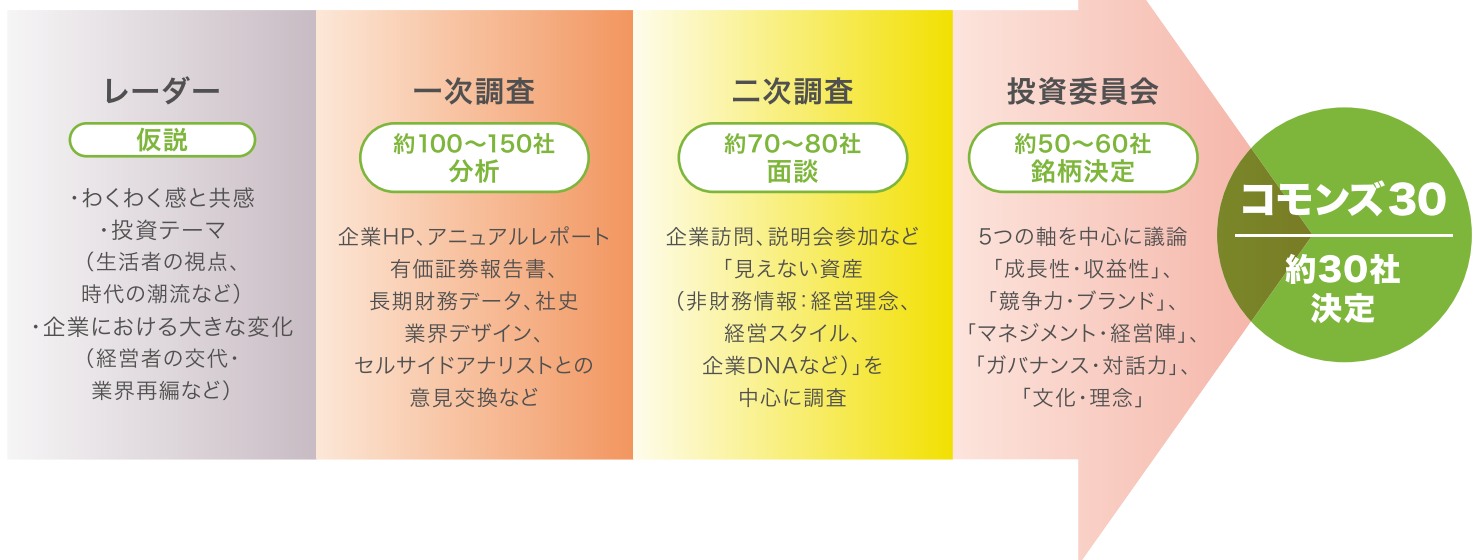 レーダー
仮説
・わくわく感と共感
・投資テーマ
（生活者の視点、
時代の潮流など）
・企業における大きな変化
（経営者の交代・
業界再編など）
一次調査
約100〜150社
分析
企業HP、アニュアルレポート
有価証券報告書、
長期財務データ、社史
業界デザイン、
セルサイドアナリストとの
意見交換など
二次調査
約70〜80社
面談
企業訪問、説明会参加など
「見えない資産
（非財務情報：経営理念、
経営スタイル、
企業DNAなど）」を
中心に調査
投資委員会
約50〜60社
銘柄決定
5つの軸を中心に議論
「成長性・収益性」、
「競争力・ブランド」、
「マネジメント・経営陣」、
「ガバナンス・対話力」、
「文化・理念」
コモンズ30
約30社
決定